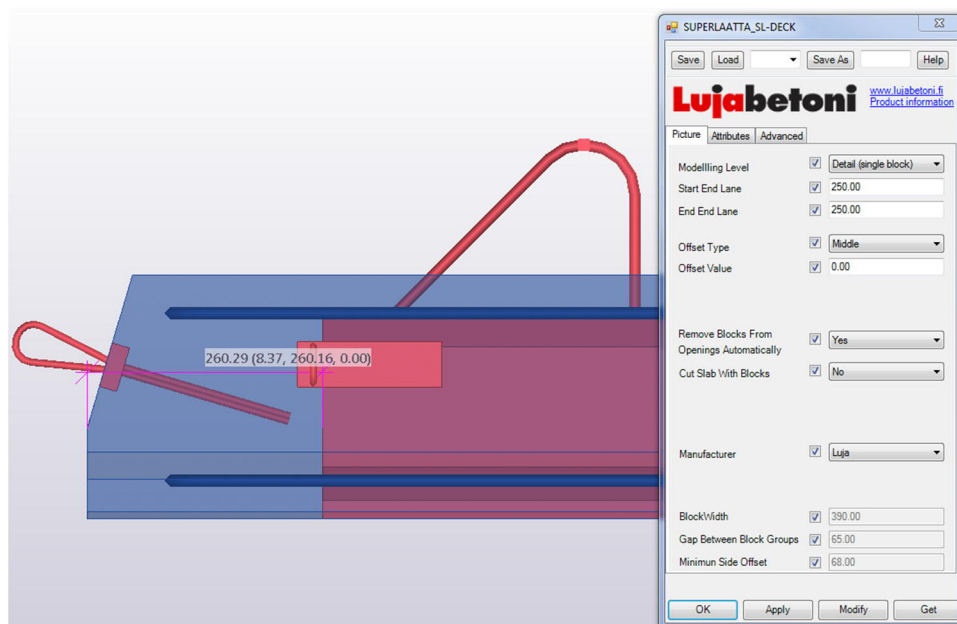 SUPERLAATTA_SL-DECK
Save Load Save As Help
Lujabetoni
www.lujabetoni.fi
Product information
Picture Attributes Advanced
Modellling Level Detail (single block)
Start End Lane 250.00
End End Lane 250.00
Offset Type Middle
Offset Value 0.00
Remove Blocks From
Openings Automatically Yes
Cut Slab With Blocks No
Manufacturer Luja
BlockWidth 390.00
Gap Between Block Groups 65.00
Minimun Side Offset 68.00
OK Apply Modify Get
260.29 (8.37, 260.16, 0.00)